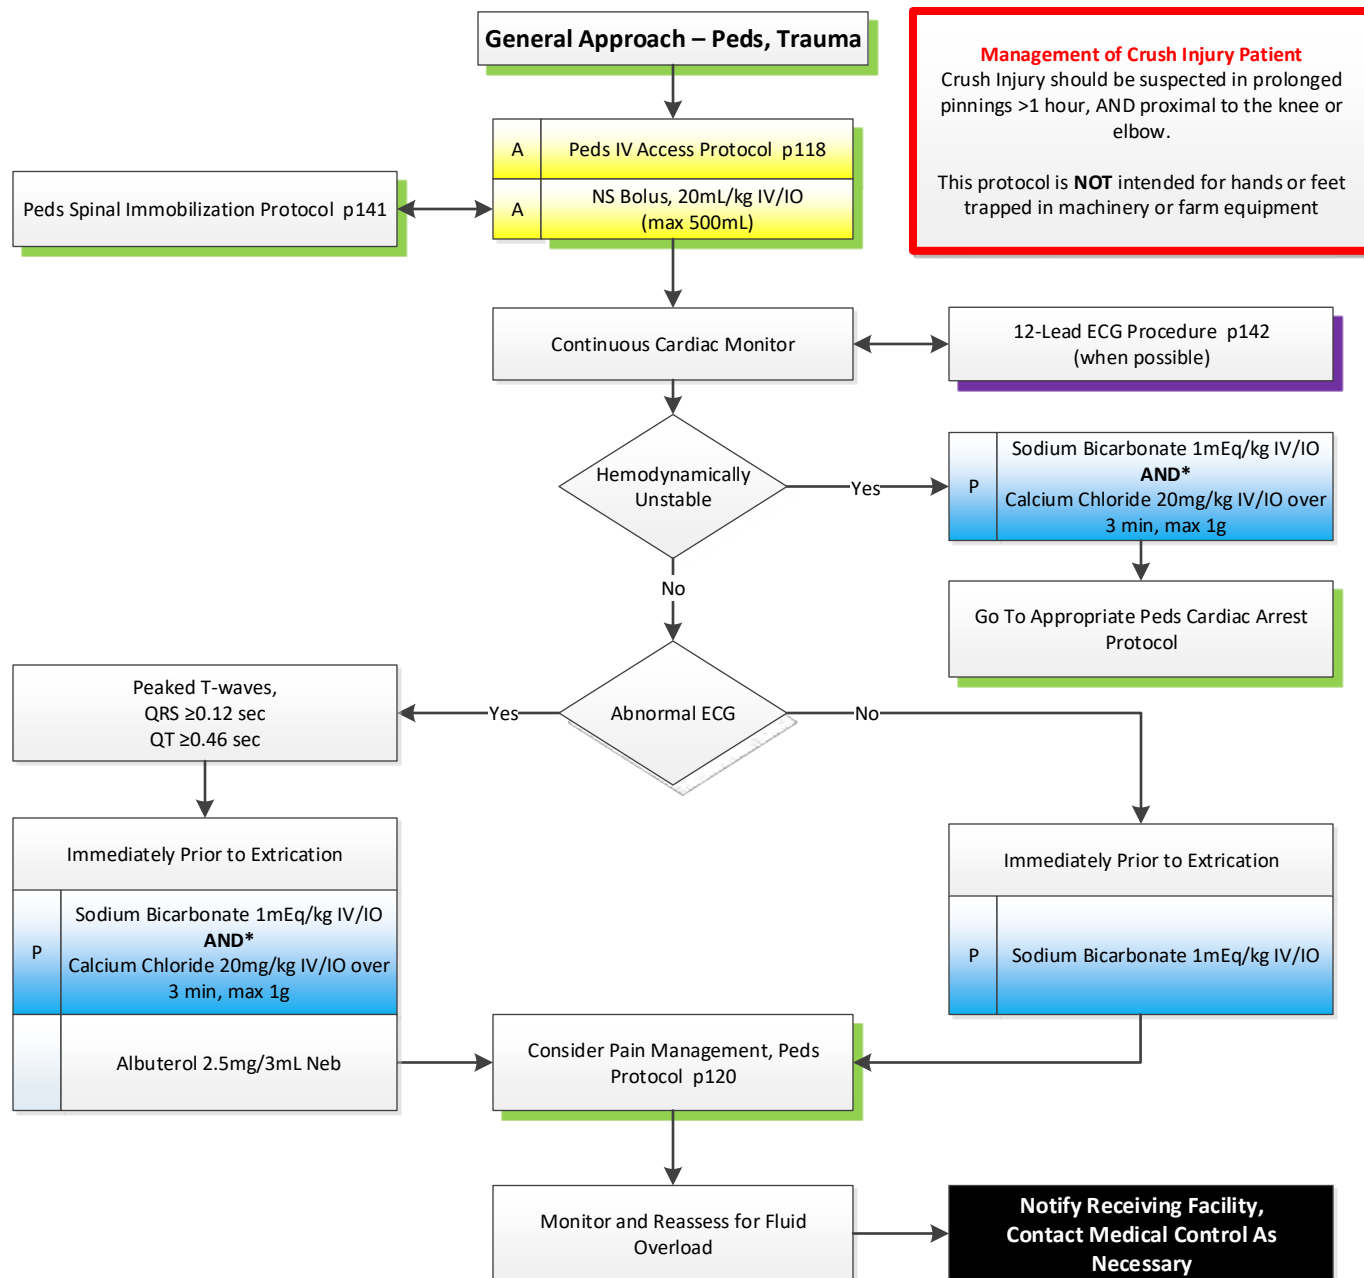 General Approach – Peds, Trauma
Management of Crush Injury Patient
Crush Injury should be suspected in prolonged
pinnings >1 hour, AND proximal to the knee or
elbow.
This protocol is NOT intended for hands or feet
trapped in machinery or farm equipment
A
Peds IV Access Protocol p118
Peds Spinal Immobilization Protocol p141
A
NS Bolus, 20mL/kg IV/IO
(max 500mL)
Continuous Cardiac Monitor
12-Lead ECG Procedure p142
(when possible)
Hemodynamically
Unstable
Yes
P
Sodium Bicarbonate 1mEq/kg IV/IO
AND*
Calcium Chloride 20mg/kg IV/IO over
3 min, max 1g
No
Go To Appropriate Peds Cardiac Arrest
Protocol
Peaked T-waves,
QRS ≥0.12 sec
QT ≥0.46 sec
Yes
Abnormal ECG
No
Immediately Prior to Extrication
P
Sodium Bicarbonate 1mEq/kg IV/IO
AND*
Calcium Chloride 20mg/kg IV/IO over
3 min, max 1g
Albuterol 2.5mg/3mL Neb
Immediately Prior to Extrication
P
Sodium Bicarbonate 1mEq/kg IV/IO
Consider Pain Management, Peds
Protocol p120
Monitor and Reassess for Fluid
Overload
Notify Receiving Facility,
Contact Medical Control As
Necessary